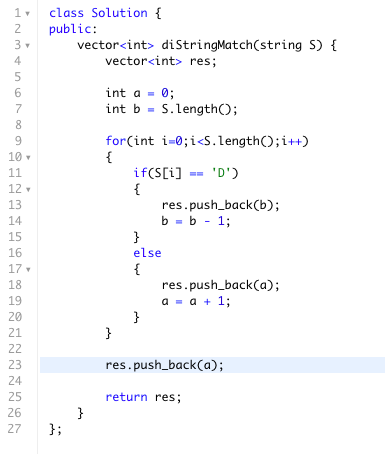 1 class Solution {
2 public:
3     vector<int> diStringMatch(string S) {
4         vector<int> res;
5
6         int a = 0;
7         int b = S.length();
8
9         for(int i=0;i<S.length();i++)
10         {
11             if(S[i] == 'D')
12             {
13                 res.push_back(b);
14                 b = b - 1;
15             }
16             else
17             {
18                 res.push_back(a);
19                 a = a + 1;
20             }
21         }
22
23         res.push_back(a);
24
25         return res;
26     }
27 };